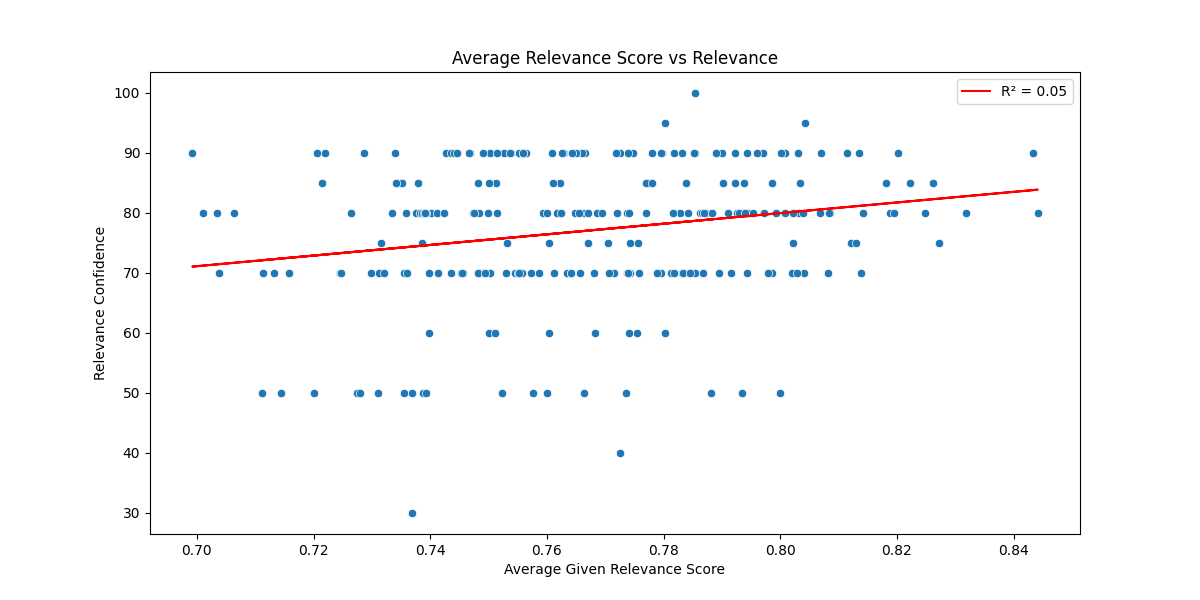 Average Relevance Score vs Relevance
R² = 0.05
100
90
80
70
60
50
40
30
Relevance Confidence
0.70 0.72 0.74 0.76 0.78 0.80 0.82 0.84
Average Given Relevance Score